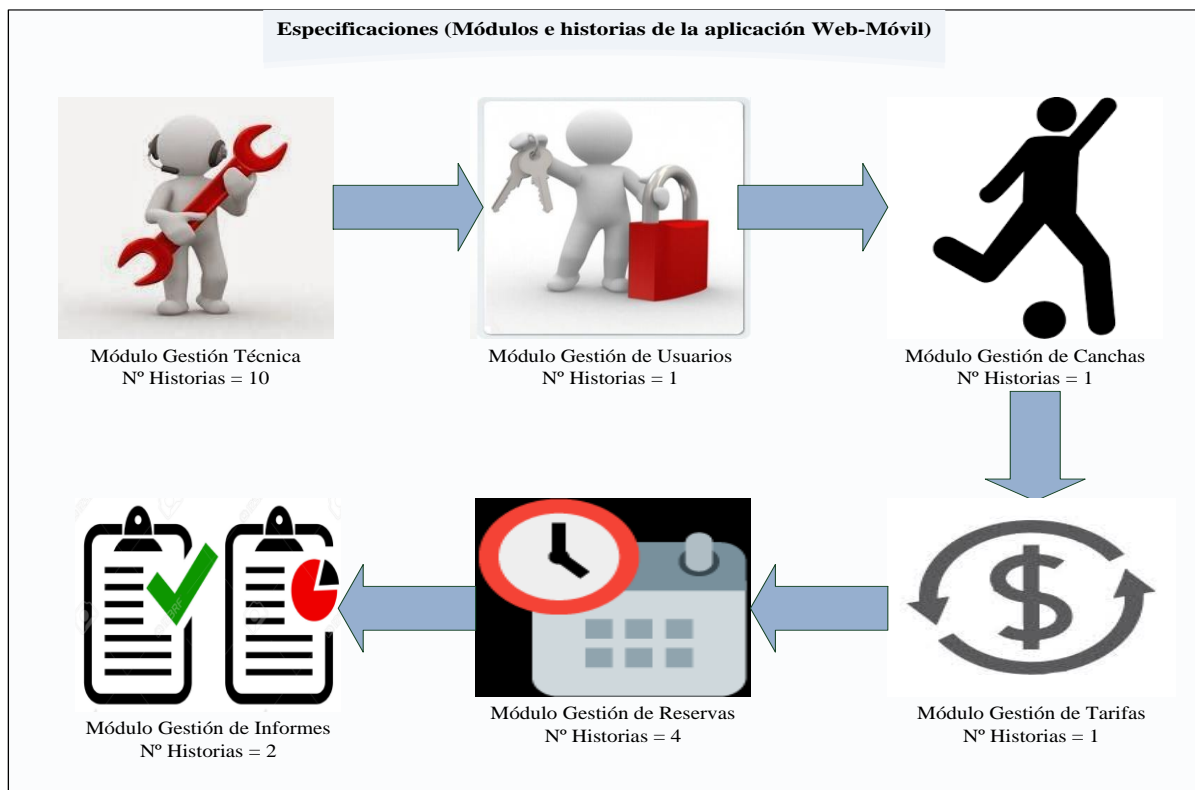 Especificaciones (Módulos e historias de la aplicación Web-Móvil)
Módulo Gestión Técnica
Nº Historias = 10
Módulo Gestión de Usuarios
Nº Historias = 1
Módulo Gestión de Canchas
Nº Historias = 1
Módulo Gestión de Informes
Nº Historias = 2
Módulo Gestión de Reservas
Nº Historias = 4
Módulo Gestión de Tarifas
Nº Historias = 1